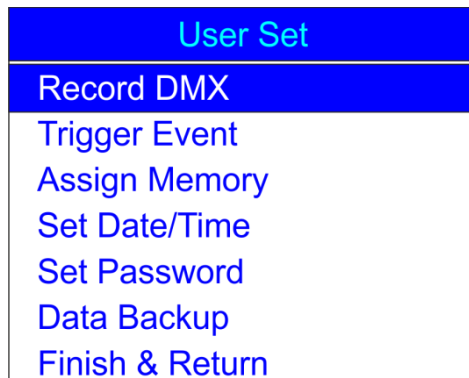 User Set
Record DMX
Trigger Event
Assign Memory
Set Date/Time
Set Password
Data Backup
Finish & Return